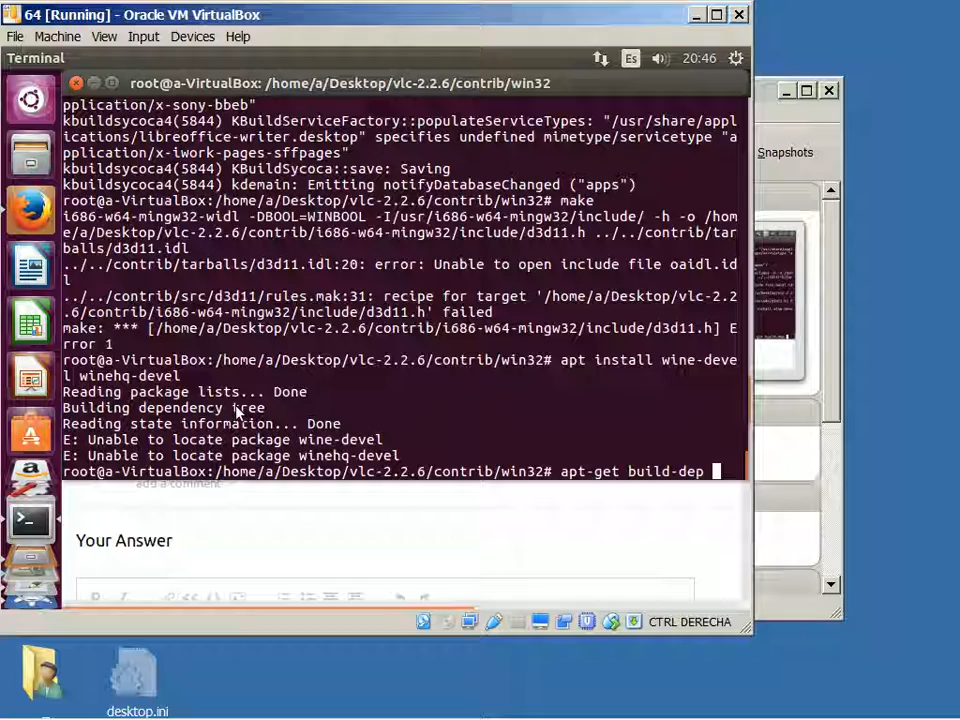 64 [Running] - Oracle VM VirtualBox
File Machine View Input Devices Help
Terminal
Es
20:46
root@a-VirtualBox: /home/a/Desktop/vlc-2.2.6/contrib/win32
pplication/x-sony-bbeb"
kbuildsycoca4(5844) KBuildServiceFactory::populateServiceTypes: "/usr/share/appl
ications/libreoffice-writer.desktop" specifies undefined mimetype/servicetype "a
pplication/x-iwork-pages-sffpages"
kbuildsycoca4(5844) KBuildSycoca::save: Saving
kbuildsycoca4(5844) kdemain: Emitting notifyDatabaseChanged ("apps")
root@a-VirtualBox:/home/a/Desktop/vlc-2.2.6/contrib/win32# make
i686-w64-mingw32-widl -DBOOL=WINBOOL -I/usr/i686-w64-mingw32/include/ -h -o /hom
e/a/Desktop/vlc-2.2.6/contrib/i686-w64-mingw32/include/d3d11.h ../../contrib/tar
balls/d3d11.idl
../../contrib/tarballs/d3d11.idl:20: error: Unable to open include file oaidl.id
l
../../contrib/src/d3d11/rules.mak:31: recipe for target '/home/a/Desktop/vlc-2.2
.6/contrib/i686-w64-mingw32/include/d3d11.h' failed
make: *** [/home/a/Desktop/vlc-2.2.6/contrib/i686-w64-mingw32/include/d3d11.h] E
rror 1
root@a-VirtualBox:/home/a/Desktop/vlc-2.2.6/contrib/win32# apt install wine-deve
l winehq-devel
Reading package lists... Done
Building dependency tree
Reading state information... Done
E: Unable to locate package wine-devel
E: Unable to locate package winehq-devel
root@a-VirtualBox:/home/a/Desktop/vlc-2.2.6/contrib/win32# apt-get build-dep
add a comment
Your Answer
CTRL DERECHA
Snapshots
desktop.ini